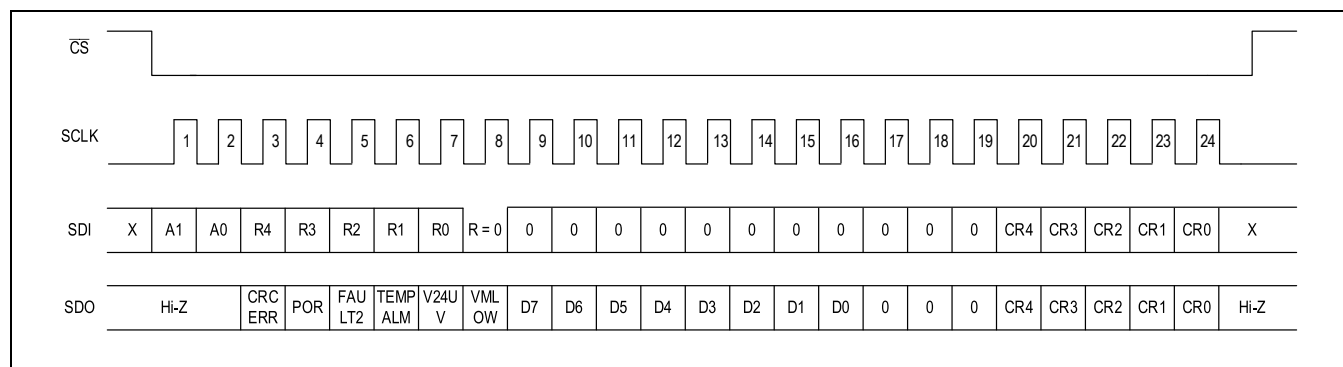 CS
SCLK 1 2 3 4 5 6 7 8 9 10 11 12 13 14 15 16 17 18 19 20 21 22 23 24
SDI X A1 A0 R4 R3 R2 R1 R0 R = 0 0 0 0 0 0 0 0 0 0 0 0 CR4 CR3 CR2 CR1 CR0 X
SDO Hi-Z CRC ERR POR FAU LT2 TEMP ALM V24U V VML OW D7 D6 D5 D4 D3 D2 D1 D0 0 0 0 CR4 CR3 CR2 CR1 CR0 Hi-Z